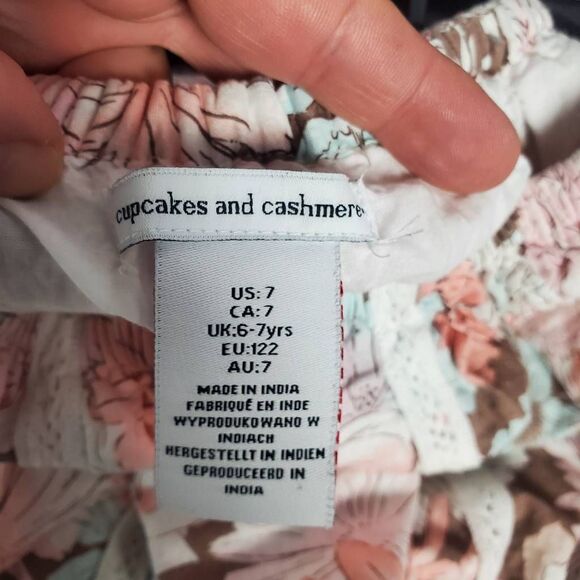 cupcakes and cashmere
US: 7
CA: 7
UK:6-7yrs
EU:122
AU:7
MADE IN INDIA
FABRIQUÉ EN INDE
WYPRODUKOWANO W
INDIACH
HERGESTELLT IN INDIEN
GEPRODUCEERD IN
INDIA